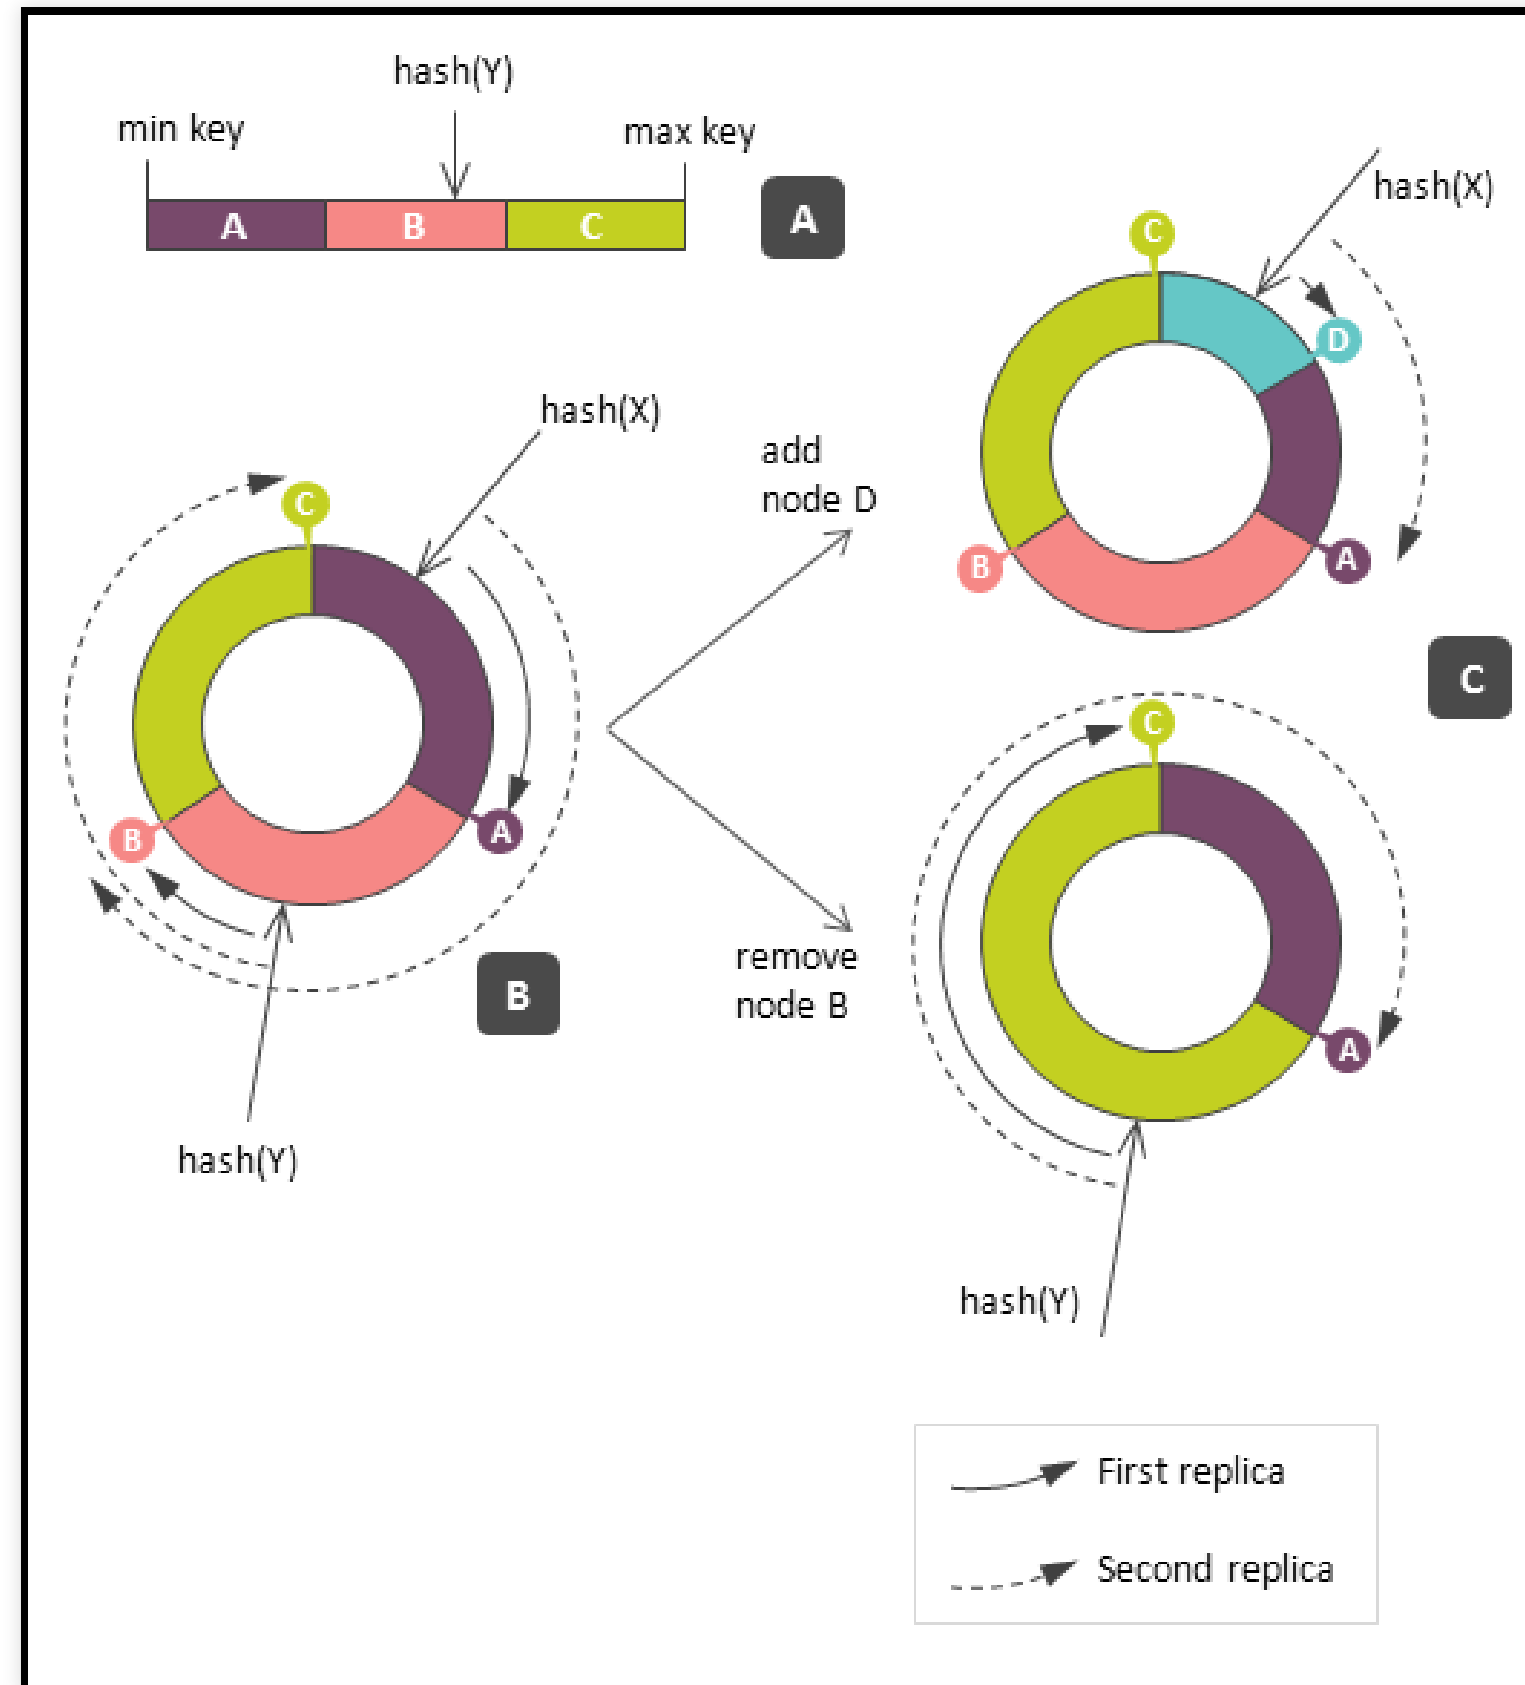 hash(Y)
min key
max key
A
B
C
A
hash(X)
C
D
B
A
C
hash(X)
C
B
A
B
hash(Y)
add
node D
remove
node B
C
A
hash(Y)
First replica
Second replica